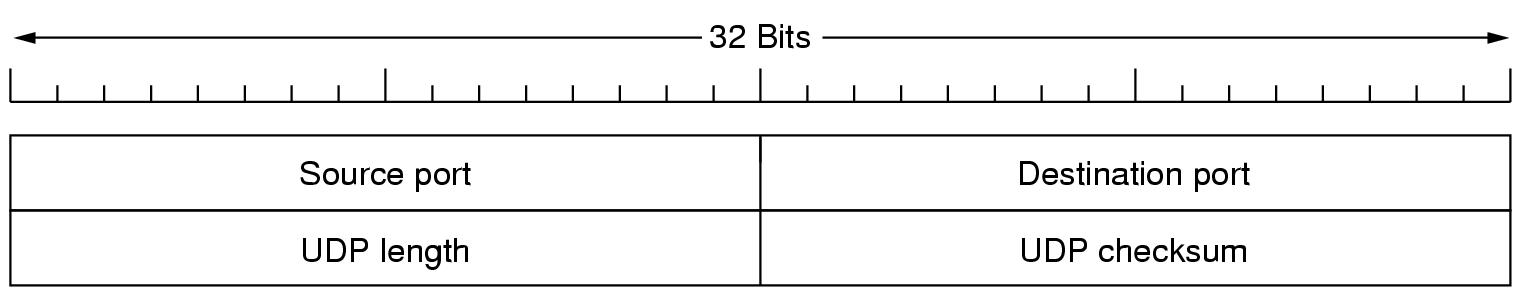 32 Bits
Source port
Destination port
UDP length
UDP checksum